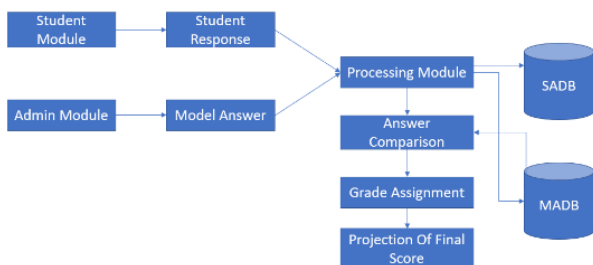 Student
Module
Student
Response
Processing Module
SADB
Admin Module
Model Answer
Answer
Comparison
Grade Assignment
MADB
Projection Of Final
Score